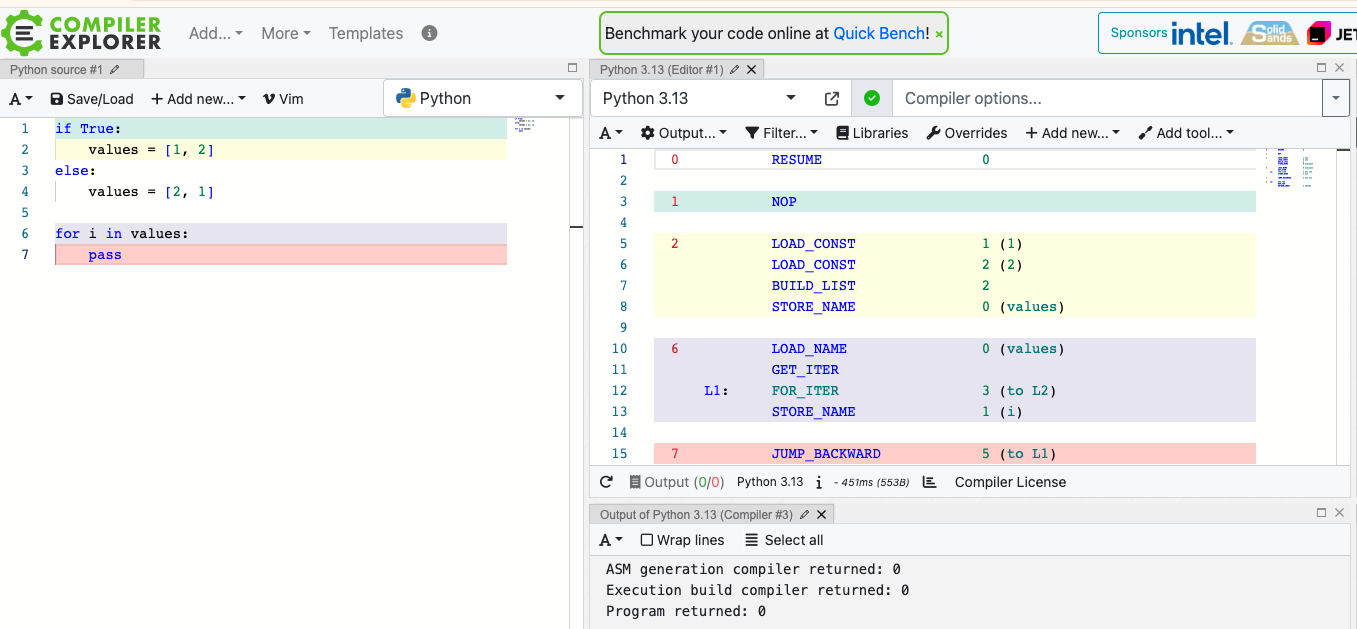 COMPILER
EXPLORER
Add...
More
Templates
Benchmark your code online at Quick Bench! ×
Sponsors
intel.
Solid
Sands
JET
Python source #1
A
Save/Load
+ Add new...
Vim
Python
1 if True:
2     values = [1, 2]
3 else:
4     values = [2, 1]
5
6 for i in values:
7     pass
Python 3.13 (Editor #1)
Python 3.13
Compiler options...
A
Output...
Filter...
Libraries
Overrides
+ Add new...
Add tool...
1 0 RESUME 0
2
3 1 NOP
4
5 2 LOAD_CONST 1 (1)
6 LOAD_CONST 2 (2)
7 BUILD_LIST 2
8 STORE_NAME 0 (values)
9
10 6 LOAD_NAME 0 (values)
11 GET_ITER
12 L1: FOR_ITER 3 (to L2)
13 STORE_NAME 1 (i)
14
15 7 JUMP_BACKWARD 5 (to L1)
Output (0/0) Python 3.13 i - 451ms (553B) Compiler License
Output of Python 3.13 (Compiler #3)
A
Wrap lines
Select all
ASM generation compiler returned: 0
Execution build compiler returned: 0
Program returned: 0